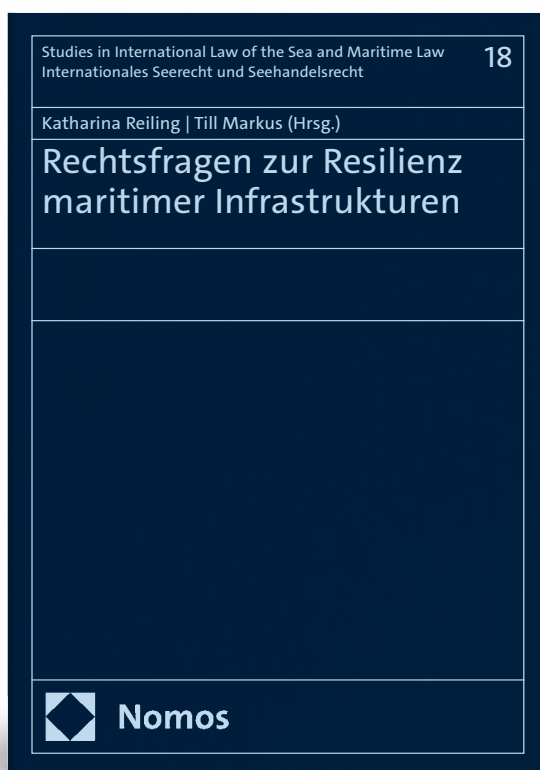 Studies in International Law of the Sea and Maritime Law
Internationales Seerecht und Seehandelsrecht
18
Katharina Reiling | Till Markus (Hrsg.)
Rechtsfragen zur Resilienz
maritimer Infrastrukturen
Nomos